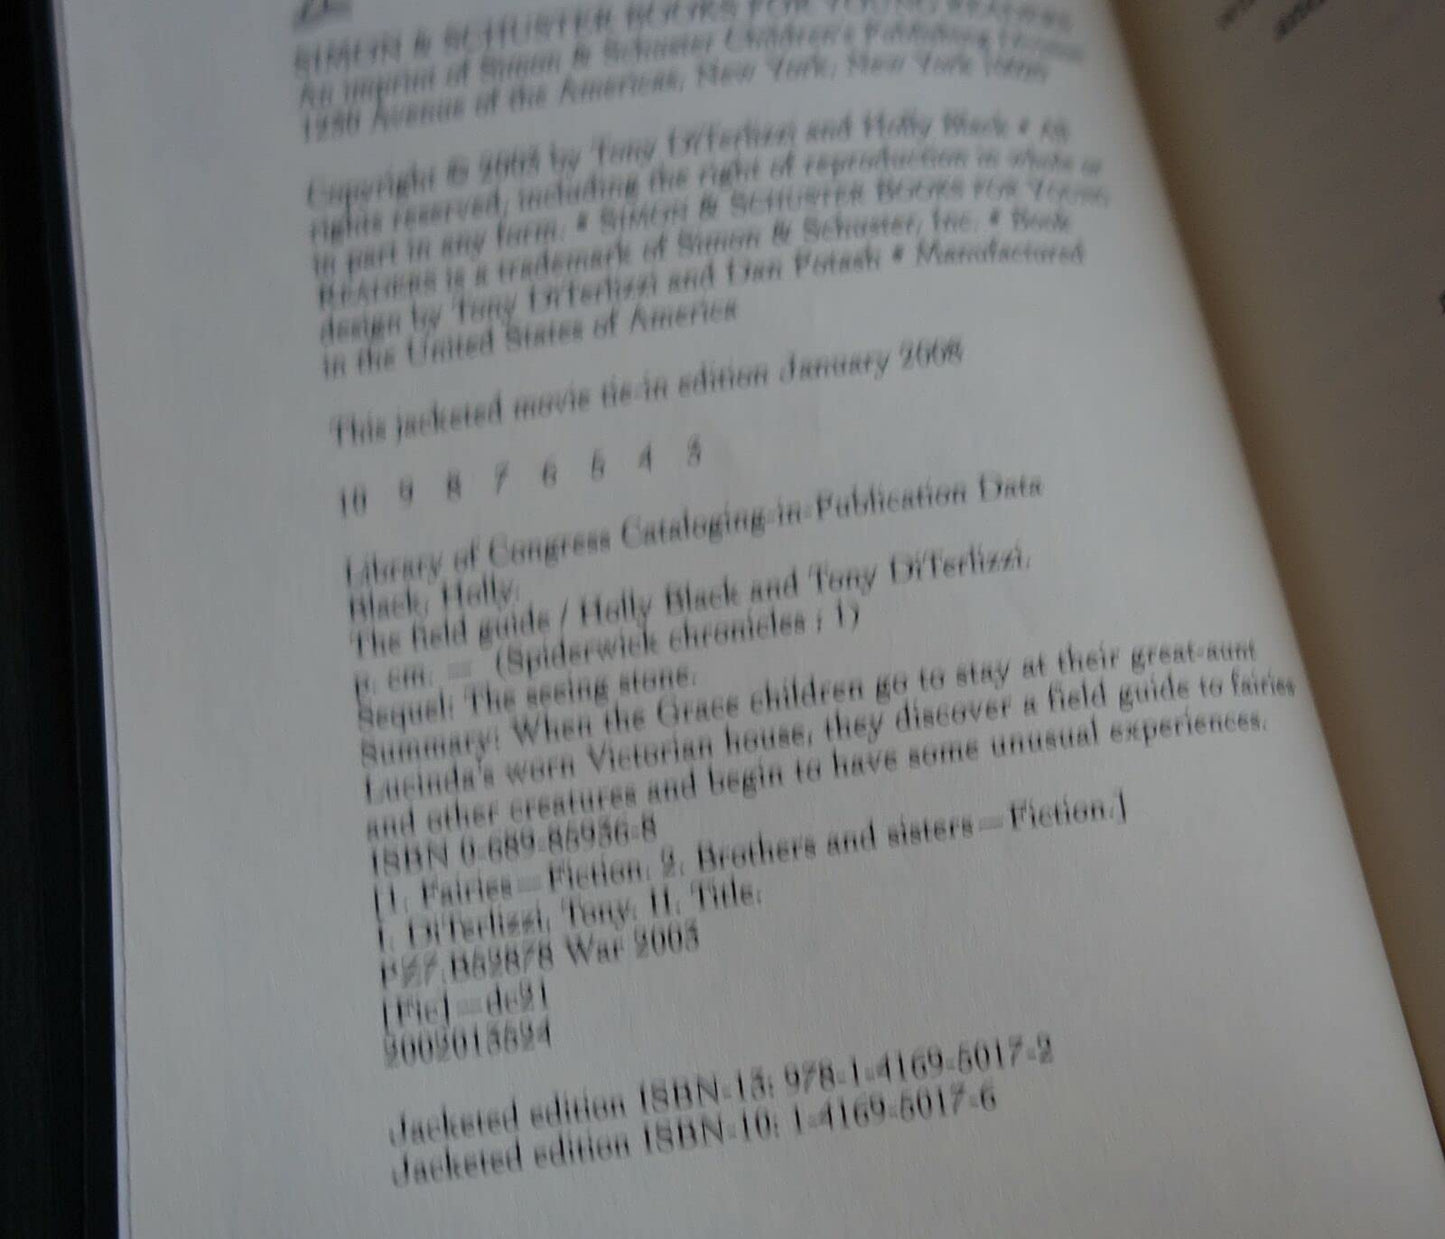 SIMON & SCHUSTER BOOKS FOR YOUNG READERS
An imprint of Simon & Schuster Children's Publishing Division
1230 Avenue of the Americas, New York, New York 10020
Copyright © 2003 by Tony DiTerlizzi and Holly Black • All
rights reserved, including the right of reproduction in whole or
in part in any form. • SIMON & SCHUSTER BOOKS FOR YOUNG
READERS is a trademark of Simon & Schuster, Inc. • Book
design by Tony DiTerlizzi and Dan Potash • Manufactured
in the United States of America
This jacketed movie tie-in edition January 2008
10 9 8 7 6 5 4 3
Library of Congress Cataloging-in-Publication Data
Black, Holly.
The field guide / Holly Black and Tony DiTerlizzi.
p. cm. — (Spiderwick chronicles ; 1)
Sequel: The seeing stone.
Summary: When the Grace children go to stay at their great-aunt
Lucinda's worn Victorian house, they discover a field guide to fairies
and other creatures and begin to have some unusual experiences.
ISBN 0-689-85936-8
[1. Fairies—Fiction. 2. Brothers and sisters—Fiction.]
I. DiTerlizzi, Tony. II. Title.
PZ7.B52878 War 2003
[Fic]—dc21
2002013524
Jacketed edition ISBN-13: 978-1-4169-5017-2
Jacketed edition ISBN-10: 1-4169-5017-6